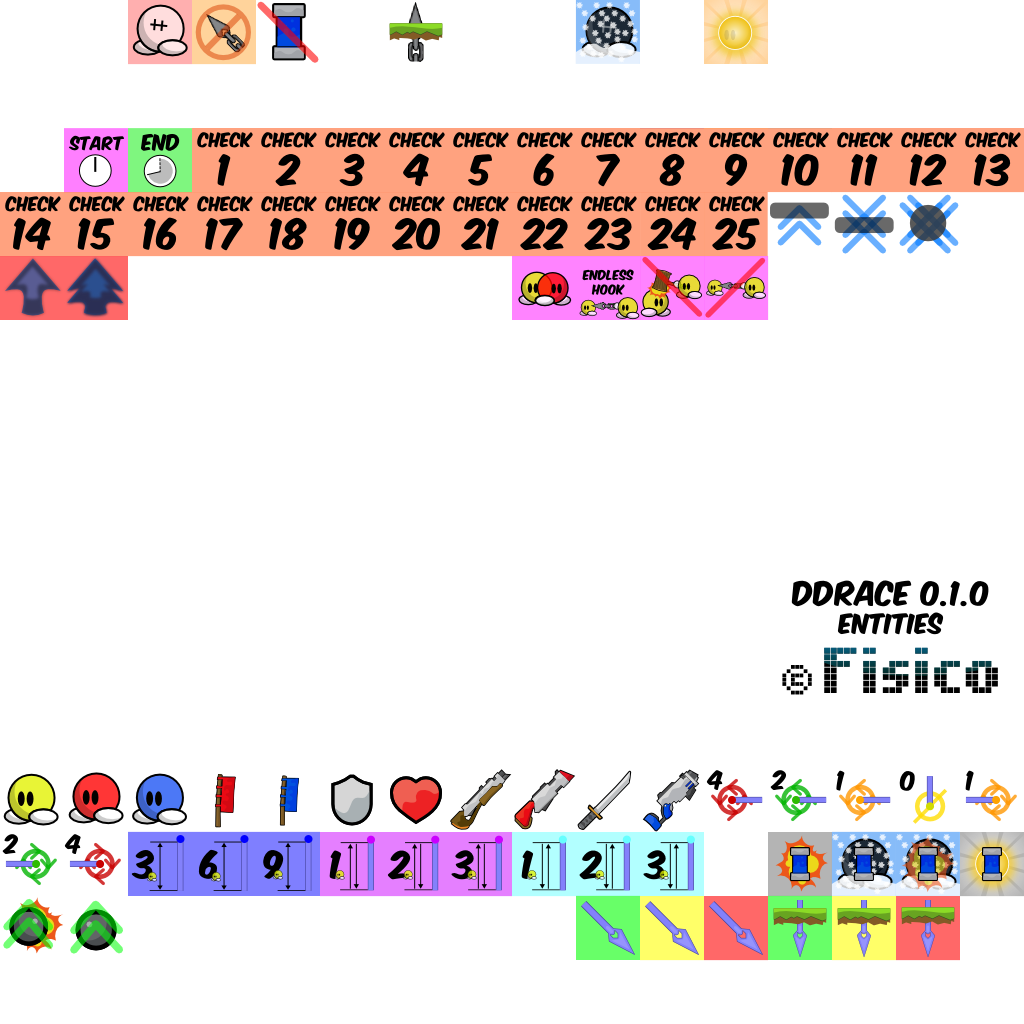 START END CHECK CHECK CHECK CHECK CHECK CHECK CHECK CHECK CHECK CHECK CHECK CHECK CHECK
1 2 3 4 5 6 7 8 9 10 11 12 13
CHECK CHECK CHECK CHECK CHECK CHECK CHECK CHECK CHECK CHECK CHECK CHECK
14 15 16 17 18 19 20 21 22 23 24 25
ENDLESS
HOOK
DDRACE 0.1.0
ENTITIES
© Fisico
4 2 1 0 1
2 4
3 6 9 1 2 3 1 2 3